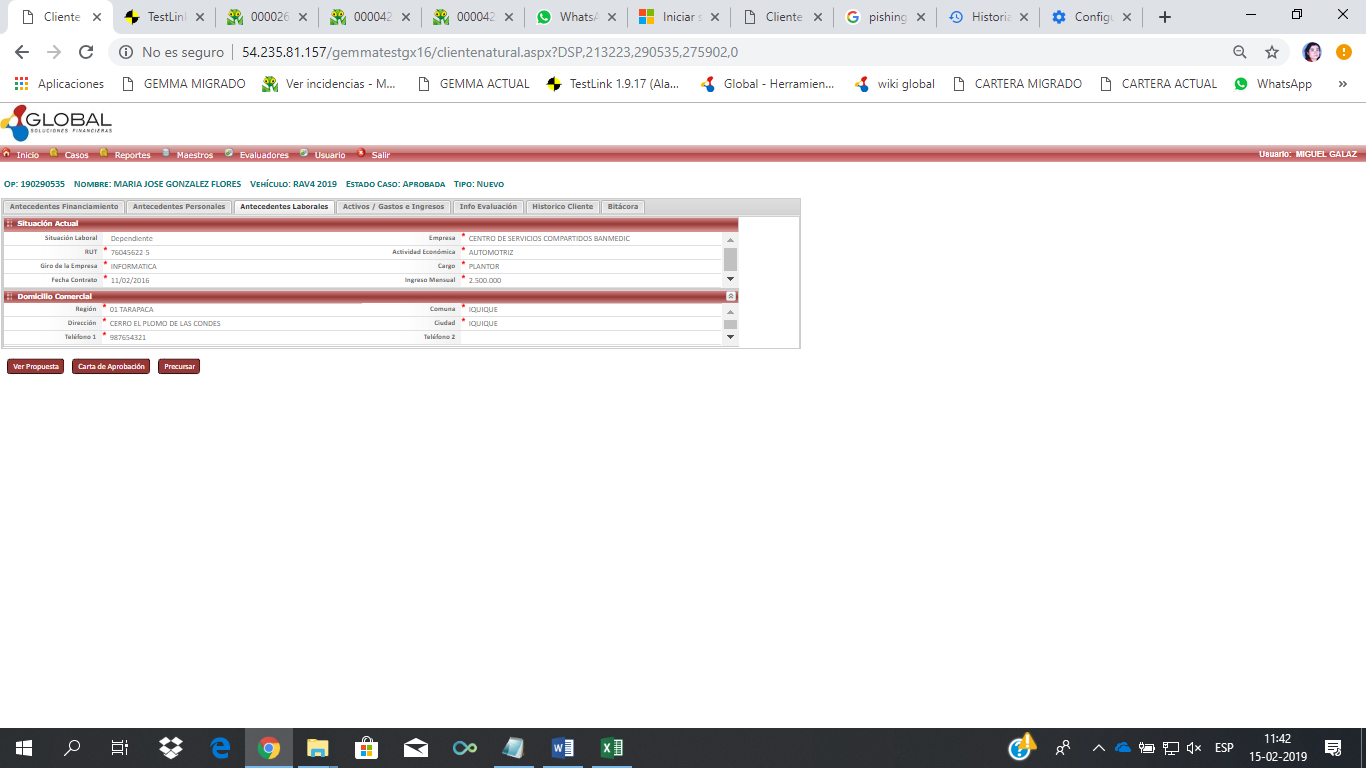 Cliente TestLink 000026 000042 000042 WhatsA Iniciar s Cliente pishing Historia Configu
No es seguro 54.235.81.157/gemmatestgx16/clientenatural.aspx?DSP,213223,290535,275902,0
Aplicaciones GEMMA MIGRADO Ver incidencias - M... GEMMA ACTUAL TestLink 1.9.17 (Ala... Global - Herramien... wiki global CARTERA MIGRADO CARTERA ACTUAL WhatsApp »
GLOBAL
SOLUCIONES FINANCIERAS
Inicio Casos Reportes Maestros Evaluadores Usuario Salir Usuario: MIGUEL GALAZ
Op: 190290535 Nombre: MARIA JOSE GONZALEZ FLORES Vehículo: RAV4 2019 Estado Caso: Aprobada Tipo: Nuevo
Antecedentes Financiamiento Antecedentes Personales Antecedentes Laborales Activos / Gastos e Ingresos Info Evaluación Historico Cliente Bitácora
Situación Actual
Situación Laboral Dependiente Empresa * CENTRO DE SERVICIOS COMPARTIDOS BANMEDIC
RUT * 76045622-5 Actividad Económica * AUTOMOTRIZ
Giro de la Empresa * INFORMATICA Cargo * PLANTOR
Fecha Contrato * 11/02/2016 Ingreso Mensual * 2.500.000
Domicilio Comercial
Región * 01 TARAPACA Comuna * IQUIQUE
Dirección * CERRO EL PLOMO DE LAS CONDES Ciudad * IQUIQUE
Teléfono 1 * 987654321 Teléfono 2
Ver Propuesta Carta de Aprobación Precursar
ESP
11:42
15-02-2019